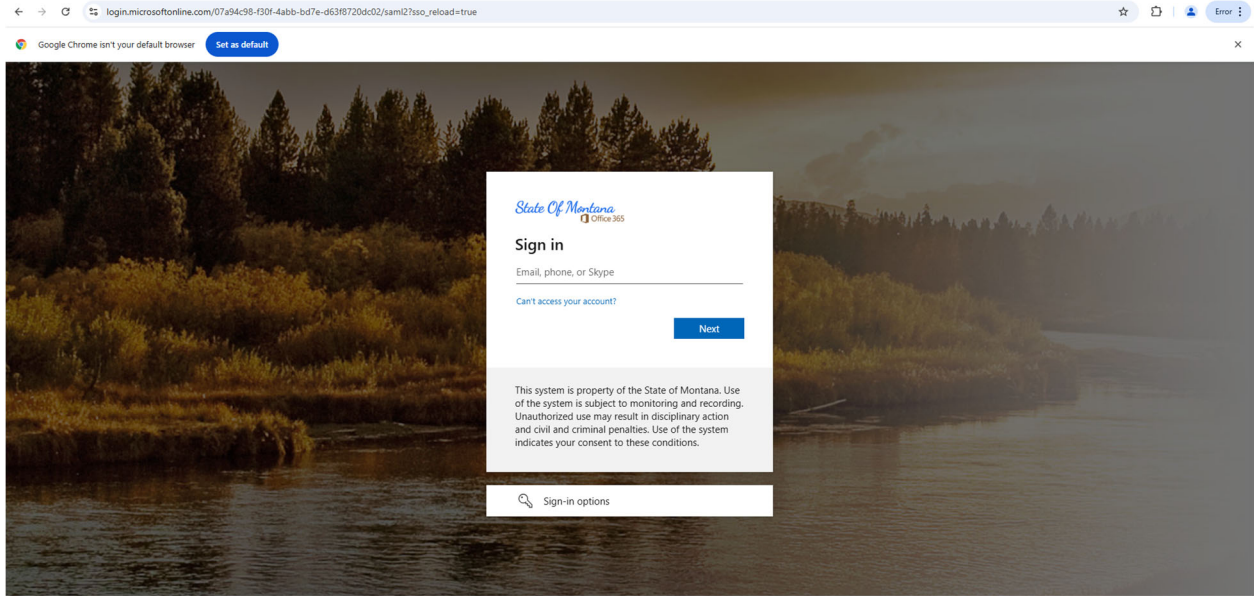 login.microsoftonline.com/07a94c98-f30f-4abb-bd7e-d63f8720dc02/saml2?sso_reload=true
Error
Google Chrome isn't your default browser
Set as default
State Of Montana
Office 365
Sign in
Email, phone, or Skype
Can't access your account?
Next
This system is property of the State of Montana. Use
of the system is subject to monitoring and recording.
Unauthorized use may result in disciplinary action
and civil and criminal penalties. Use of the system
indicates your consent to these conditions.
Sign-in options